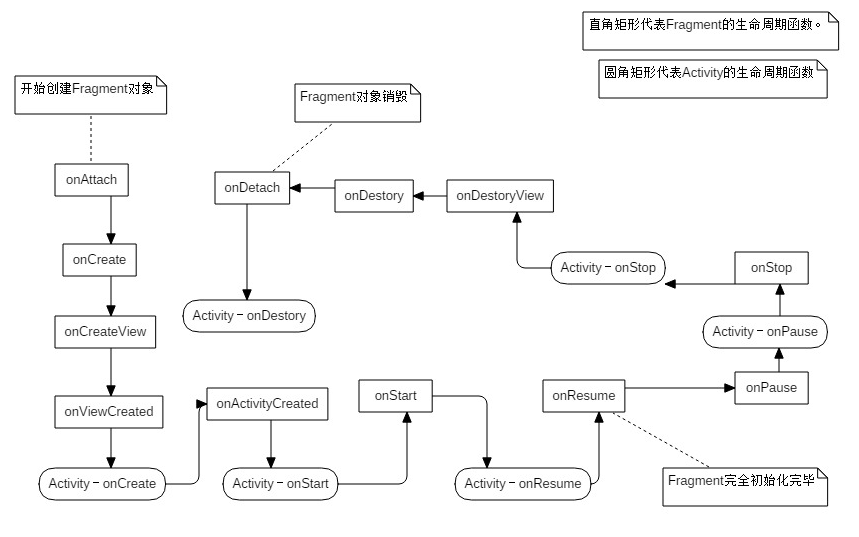 直角矩形代表Fragment的生命周期函数。
圆角矩形代表Activity的生命周期函数
开始创建Fragment对象
Fragment对象销毁
onAttach
onDetach
onDestory
onDestoryView
onCreate
Activity－onStop
onStop
onCreateView
Activity－onDestory
Activity－onPause
onViewCreated
onActivityCreated
onStart
onResume
onPause
Activity－onCreate
Activity－onStart
Activity－onResume
Fragment完全初始化完毕